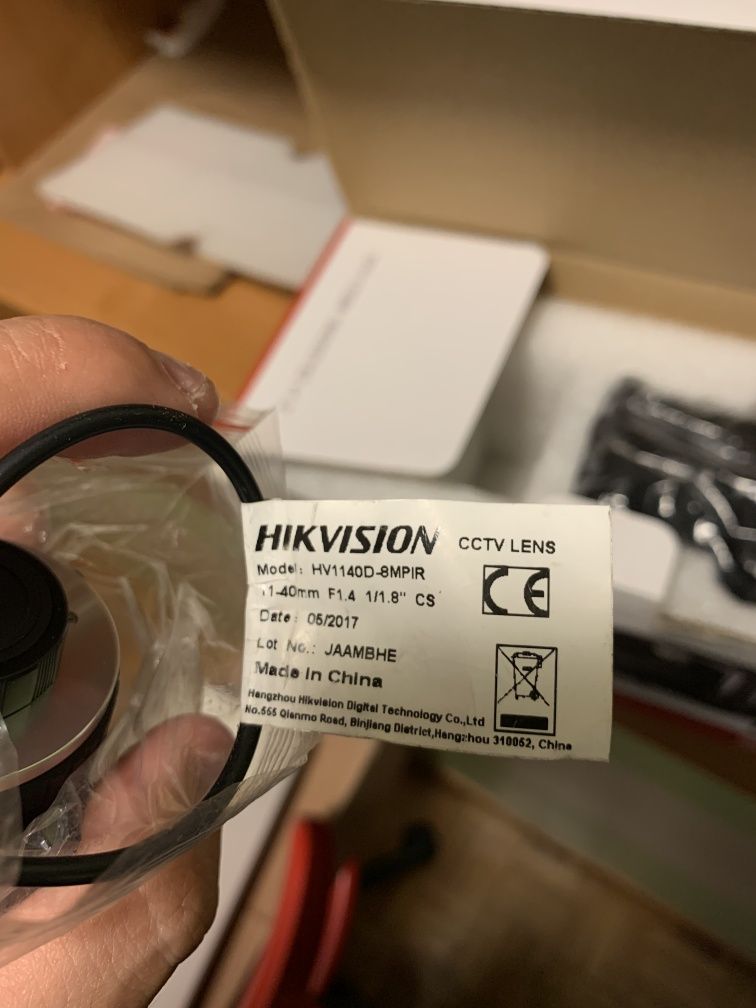 HIKVISION CCTV LENS
Model: HV1140D-8MPIR
11-40mm F1.4 1/1.8" CS
Date: 05/2017
Lot No.: JAAMBHE
Made in China
Hangzhou Hikvision Digital Technology Co.,Ltd
No.555 Qianmo Road, Binjiang District,Hangzhou 310052, China
CE